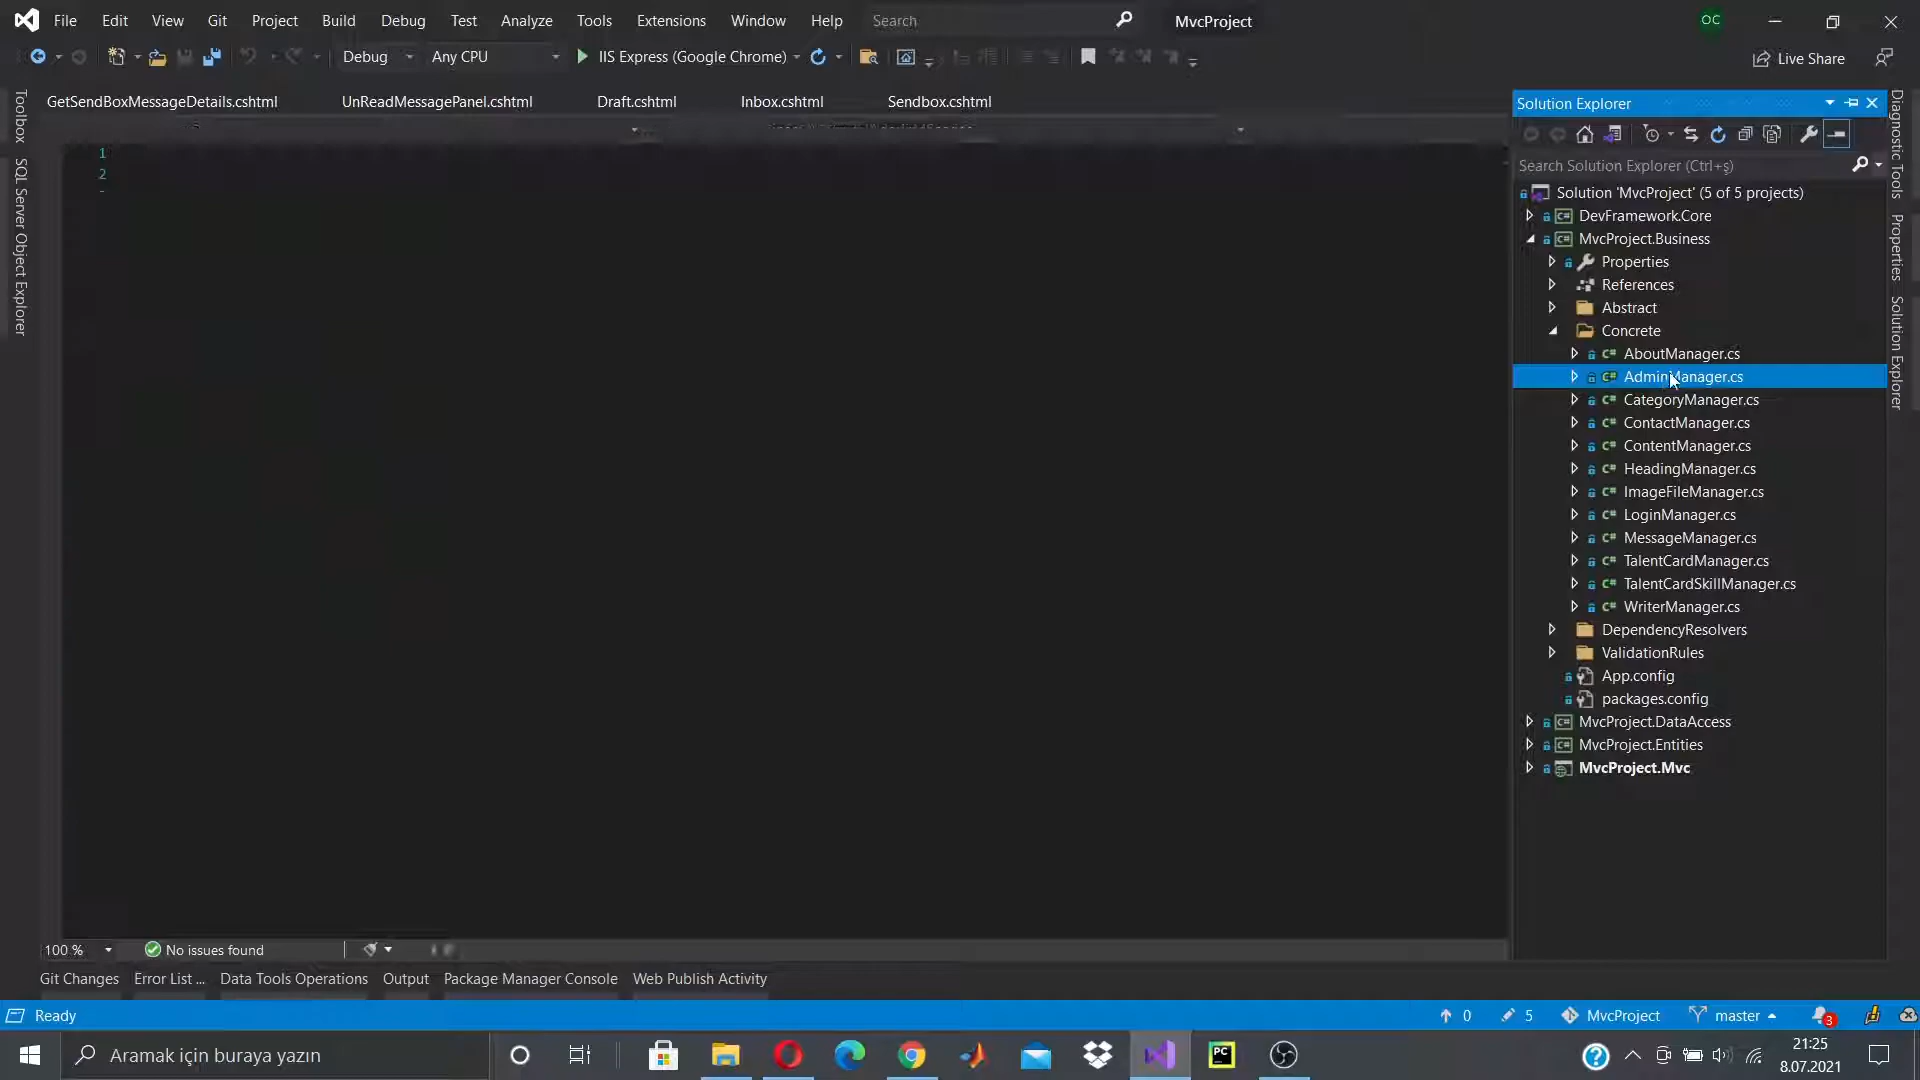 File Edit View Git Project Build Debug Test Analyze Tools Extensions Window Help Search MvcProject OC
Debug Any CPU IIS Express (Google Chrome) Live Share
GetSendBoxMessageDetails.cshtml UnReadMessagePanel.cshtml Draft.cshtml Inbox.cshtml Sendbox.cshtml
Toolbox
SQL Server Object Explorer
1
2
Solution Explorer
Search Solution Explorer (Ctrl+ş)
Solution 'MvcProject' (5 of 5 projects)
DevFramework.Core
MvcProject.Business
Properties
References
Abstract
Concrete
AboutManager.cs
AdminManager.cs
CategoryManager.cs
ContactManager.cs
ContentManager.cs
HeadingManager.cs
ImageFileManager.cs
LoginManager.cs
MessageManager.cs
TalentCardManager.cs
TalentCardSkillManager.cs
WriterManager.cs
DependencyResolvers
ValidationRules
App.config
packages.config
MvcProject.DataAccess
MvcProject.Entities
MvcProject.Mvc
Diagnostic Tools
Properties
Solution Explorer
100 % No issues found
Git Changes Error List ... Data Tools Operations Output Package Manager Console Web Publish Activity
Ready 0 5 MvcProject master 3
Aramak için buraya yazın PC 21:25
8.07.2021